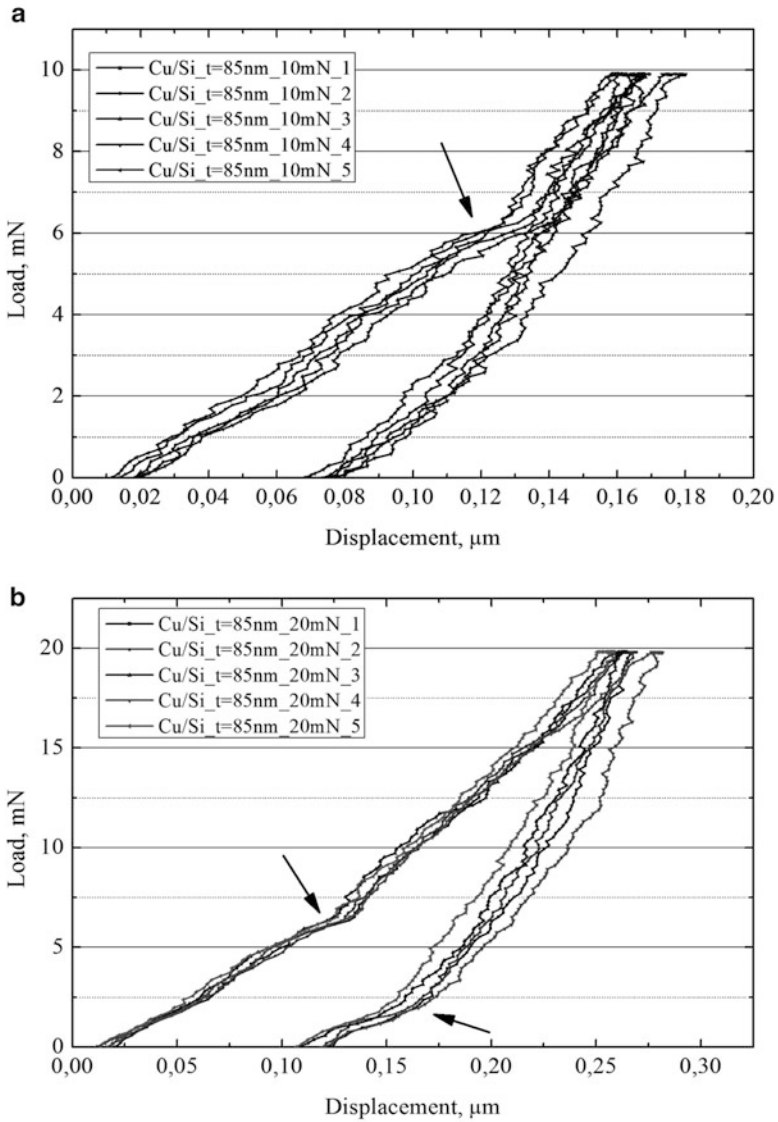 a
Cu/Si_t=85nm_10mN_1
Cu/Si_t=85nm_10mN_2
Cu/Si_t=85nm_10mN_3
Cu/Si_t=85nm_10mN_4
Cu/Si_t=85nm_10mN_5
10
8
6
4
2
0
Load, mN
0,00 0,02 0,04 0,06 0,08 0,10 0,12 0,14 0,16 0,18 0,20
Displacement, µm
b
Cu/Si_t=85nm_20mN_1
Cu/Si_t=85nm_20mN_2
Cu/Si_t=85nm_20mN_3
Cu/Si_t=85nm_20mN_4
Cu/Si_t=85nm_20mN_5
20
15
10
5
0
Load, mN
0,00 0,05 0,10 0,15 0,20 0,25 0,30
Displacement, µm